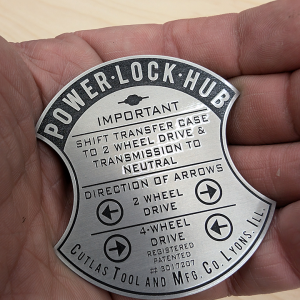 POWER·LOCK·HUB
IMPORTANT
SHIFT TRANSFER CASE
TO 2 WHEEL DRIVE &
TRANSMISSION TO
NEUTRAL
DIRECTION OF ARROWS
2 WHEEL
DRIVE
4-WHEEL
DRIVE
REGISTERED
PATENTED
# 3017207
CUTLAS TOOL AND MFG. CO. LYONS, ILL.